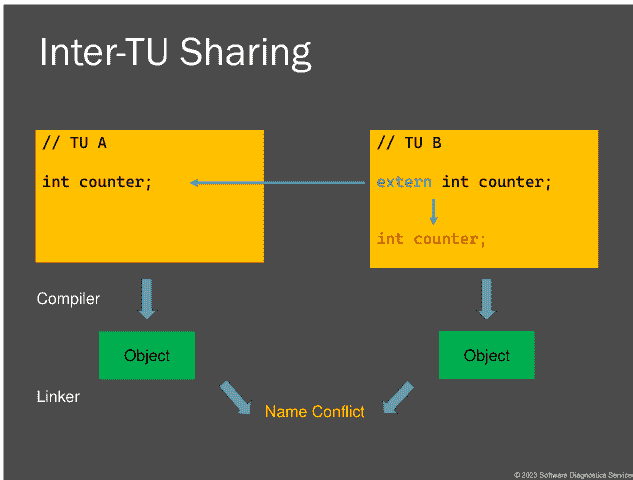 Inter-TU Sharing
// TU A
int counter;
// TU B
extern int counter;
int counter;
Compiler
Object
Object
Linker
Name Conflict
© 2023 Software Diagnostics Services